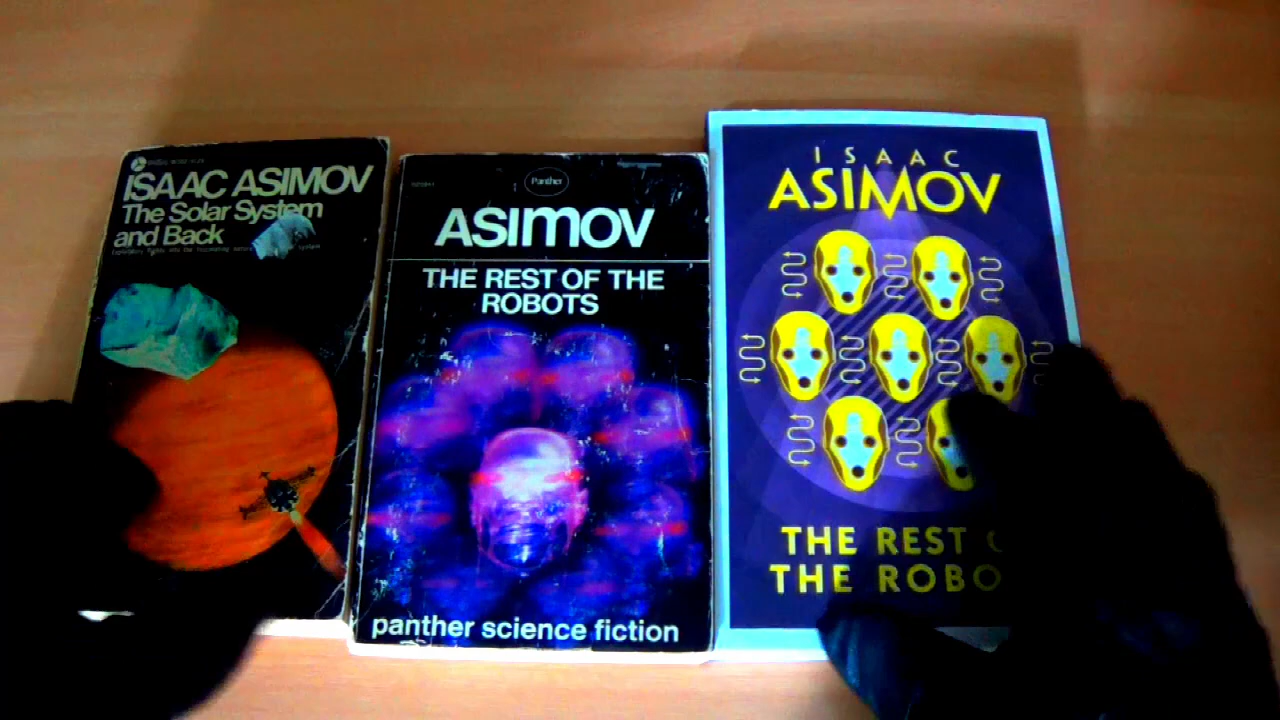 ISAAC ASIMOV
The Solar System
and Back
Panther
ASIMOV
THE REST OF THE
ROBOTS
panther science fiction
ISAAC
ASIMOV
THE REST
THE ROBO